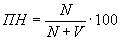 ПН = N / (N + V) · 100